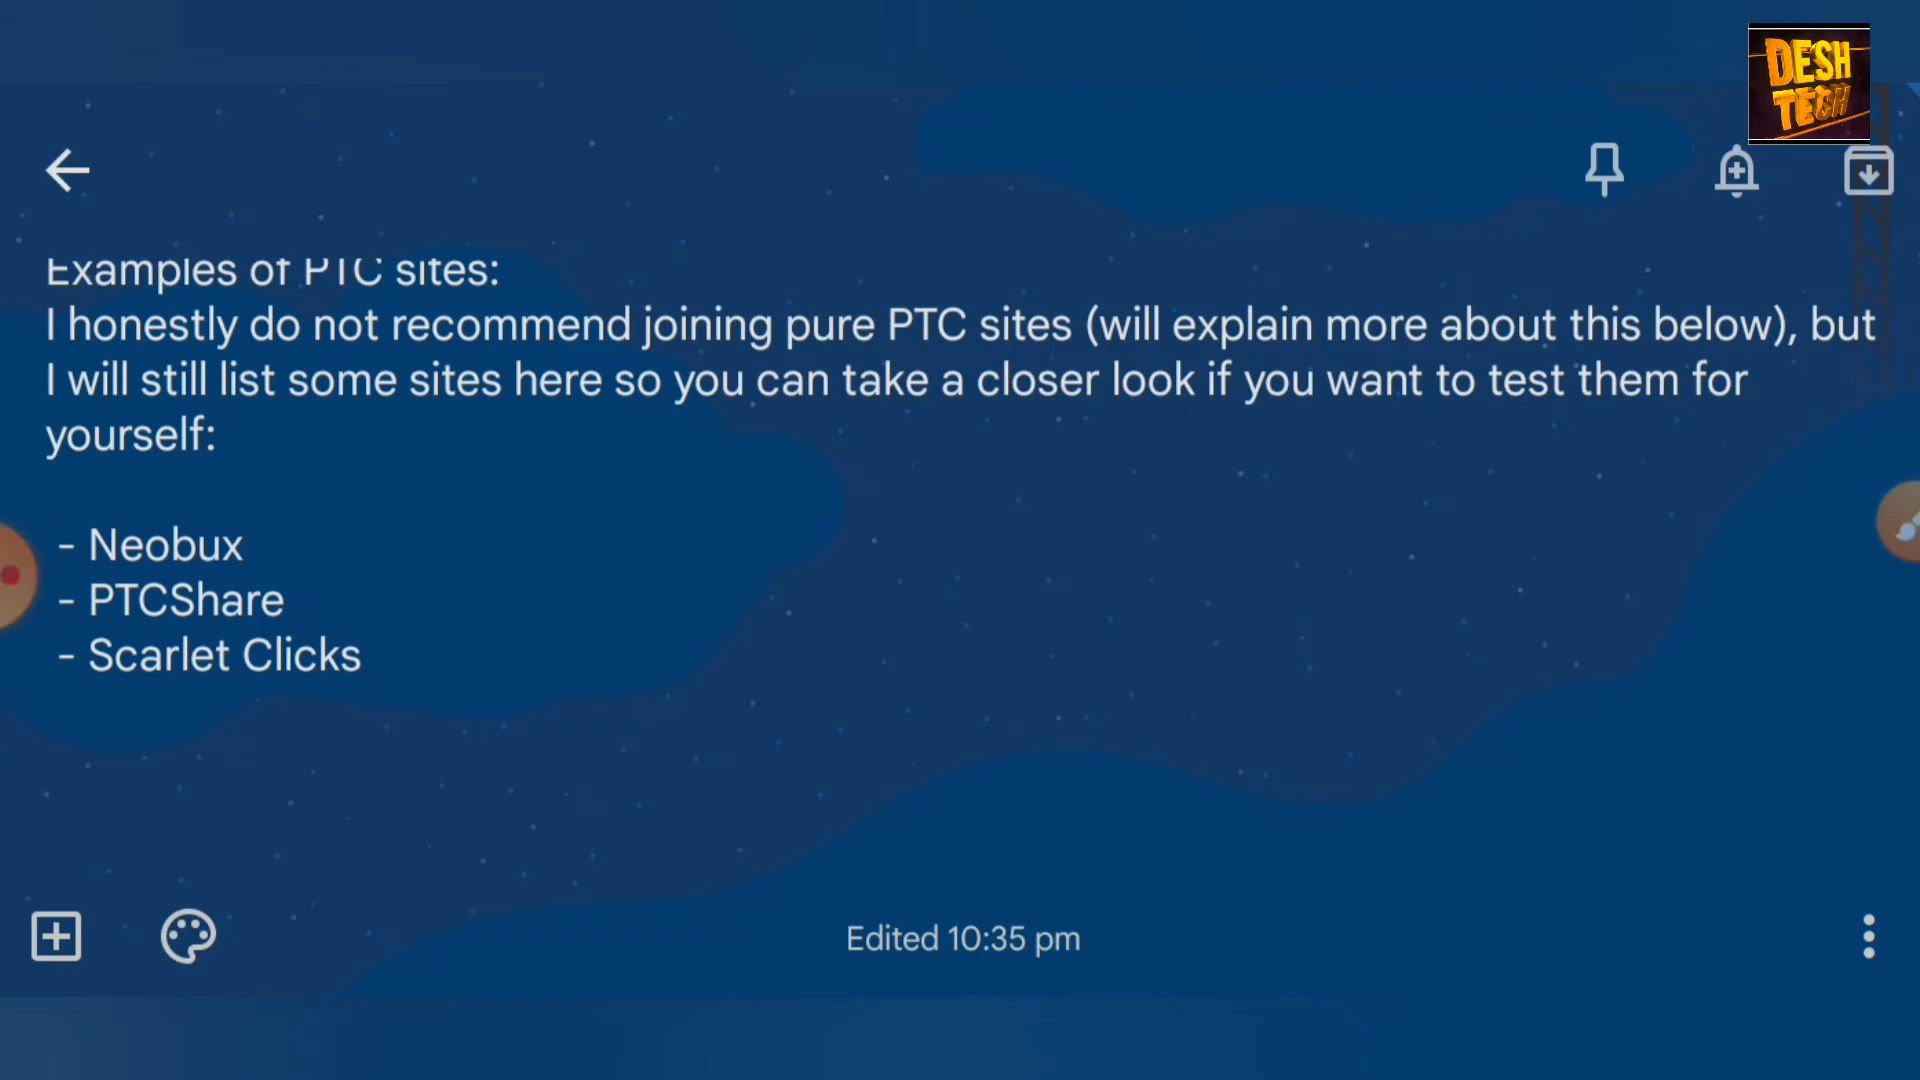 DESH
TECH
Examples of PTC sites:
I honestly do not recommend joining pure PTC sites (will explain more about this below), but
I will still list some sites here so you can take a closer look if you want to test them for
yourself:
- Neobux
- PTCShare
- Scarlet Clicks
Edited 10:35 pm